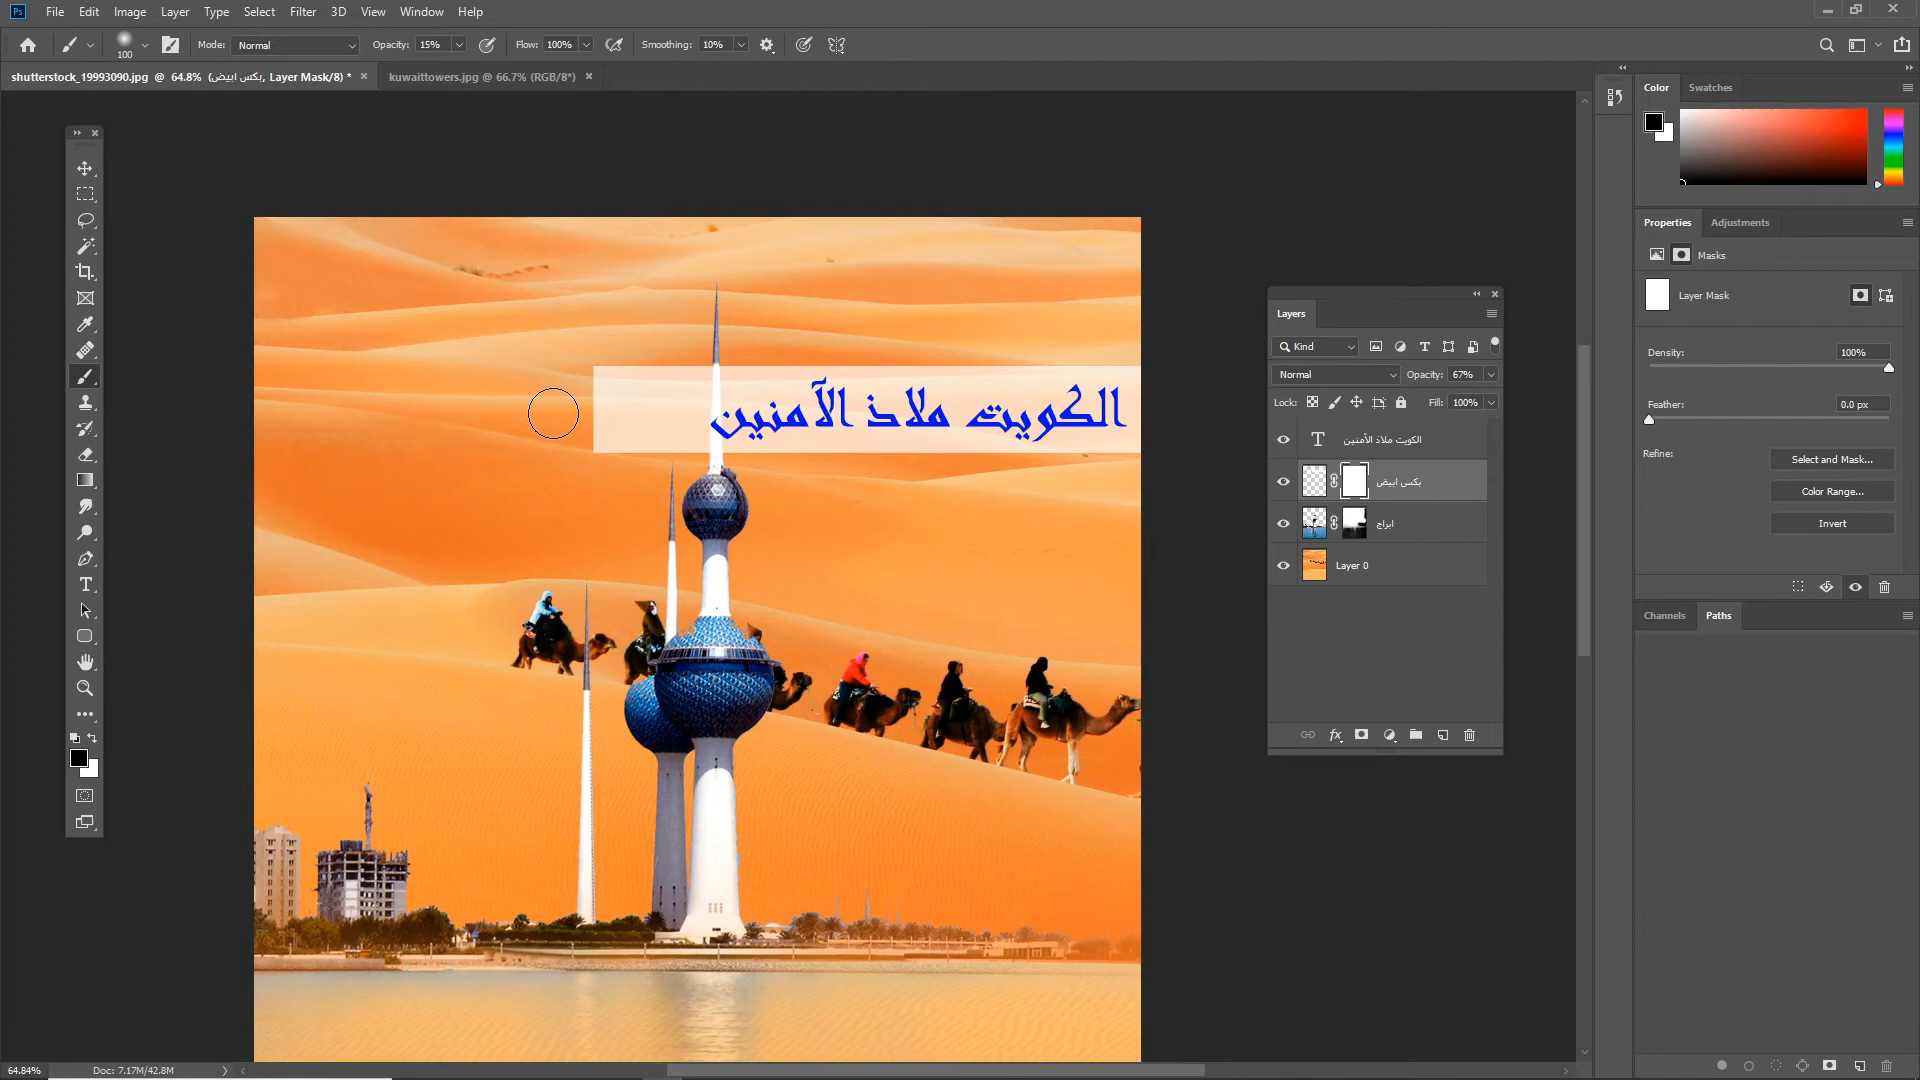 Ps File Edit Image Layer Type Select Filter 3D View Window Help
100 Mode: Normal Opacity: 15% Flow: 100% Smoothing: 10%
shutterstock_19993090.jpg @ 64.8% (بكس ابيض, Layer Mask/8) * kuwaittowers.jpg @ 66.7% (RGB/8*)
Color Swatches
Properties Adjustments
Masks
Layer Mask
Density: 100%
Feather: 0.0 px
Refine: Select and Mask...
Color Range...
Invert
Channels Paths
الكويت ملاذ الآمنين
Layers
Kind
Normal Opacity: 67%
Lock: Fill: 100%
الكويت ملاذ الآمنين
بكس ابيض
ابراج
Layer 0
fx
64.84% Doc: 7.17M/42.8M